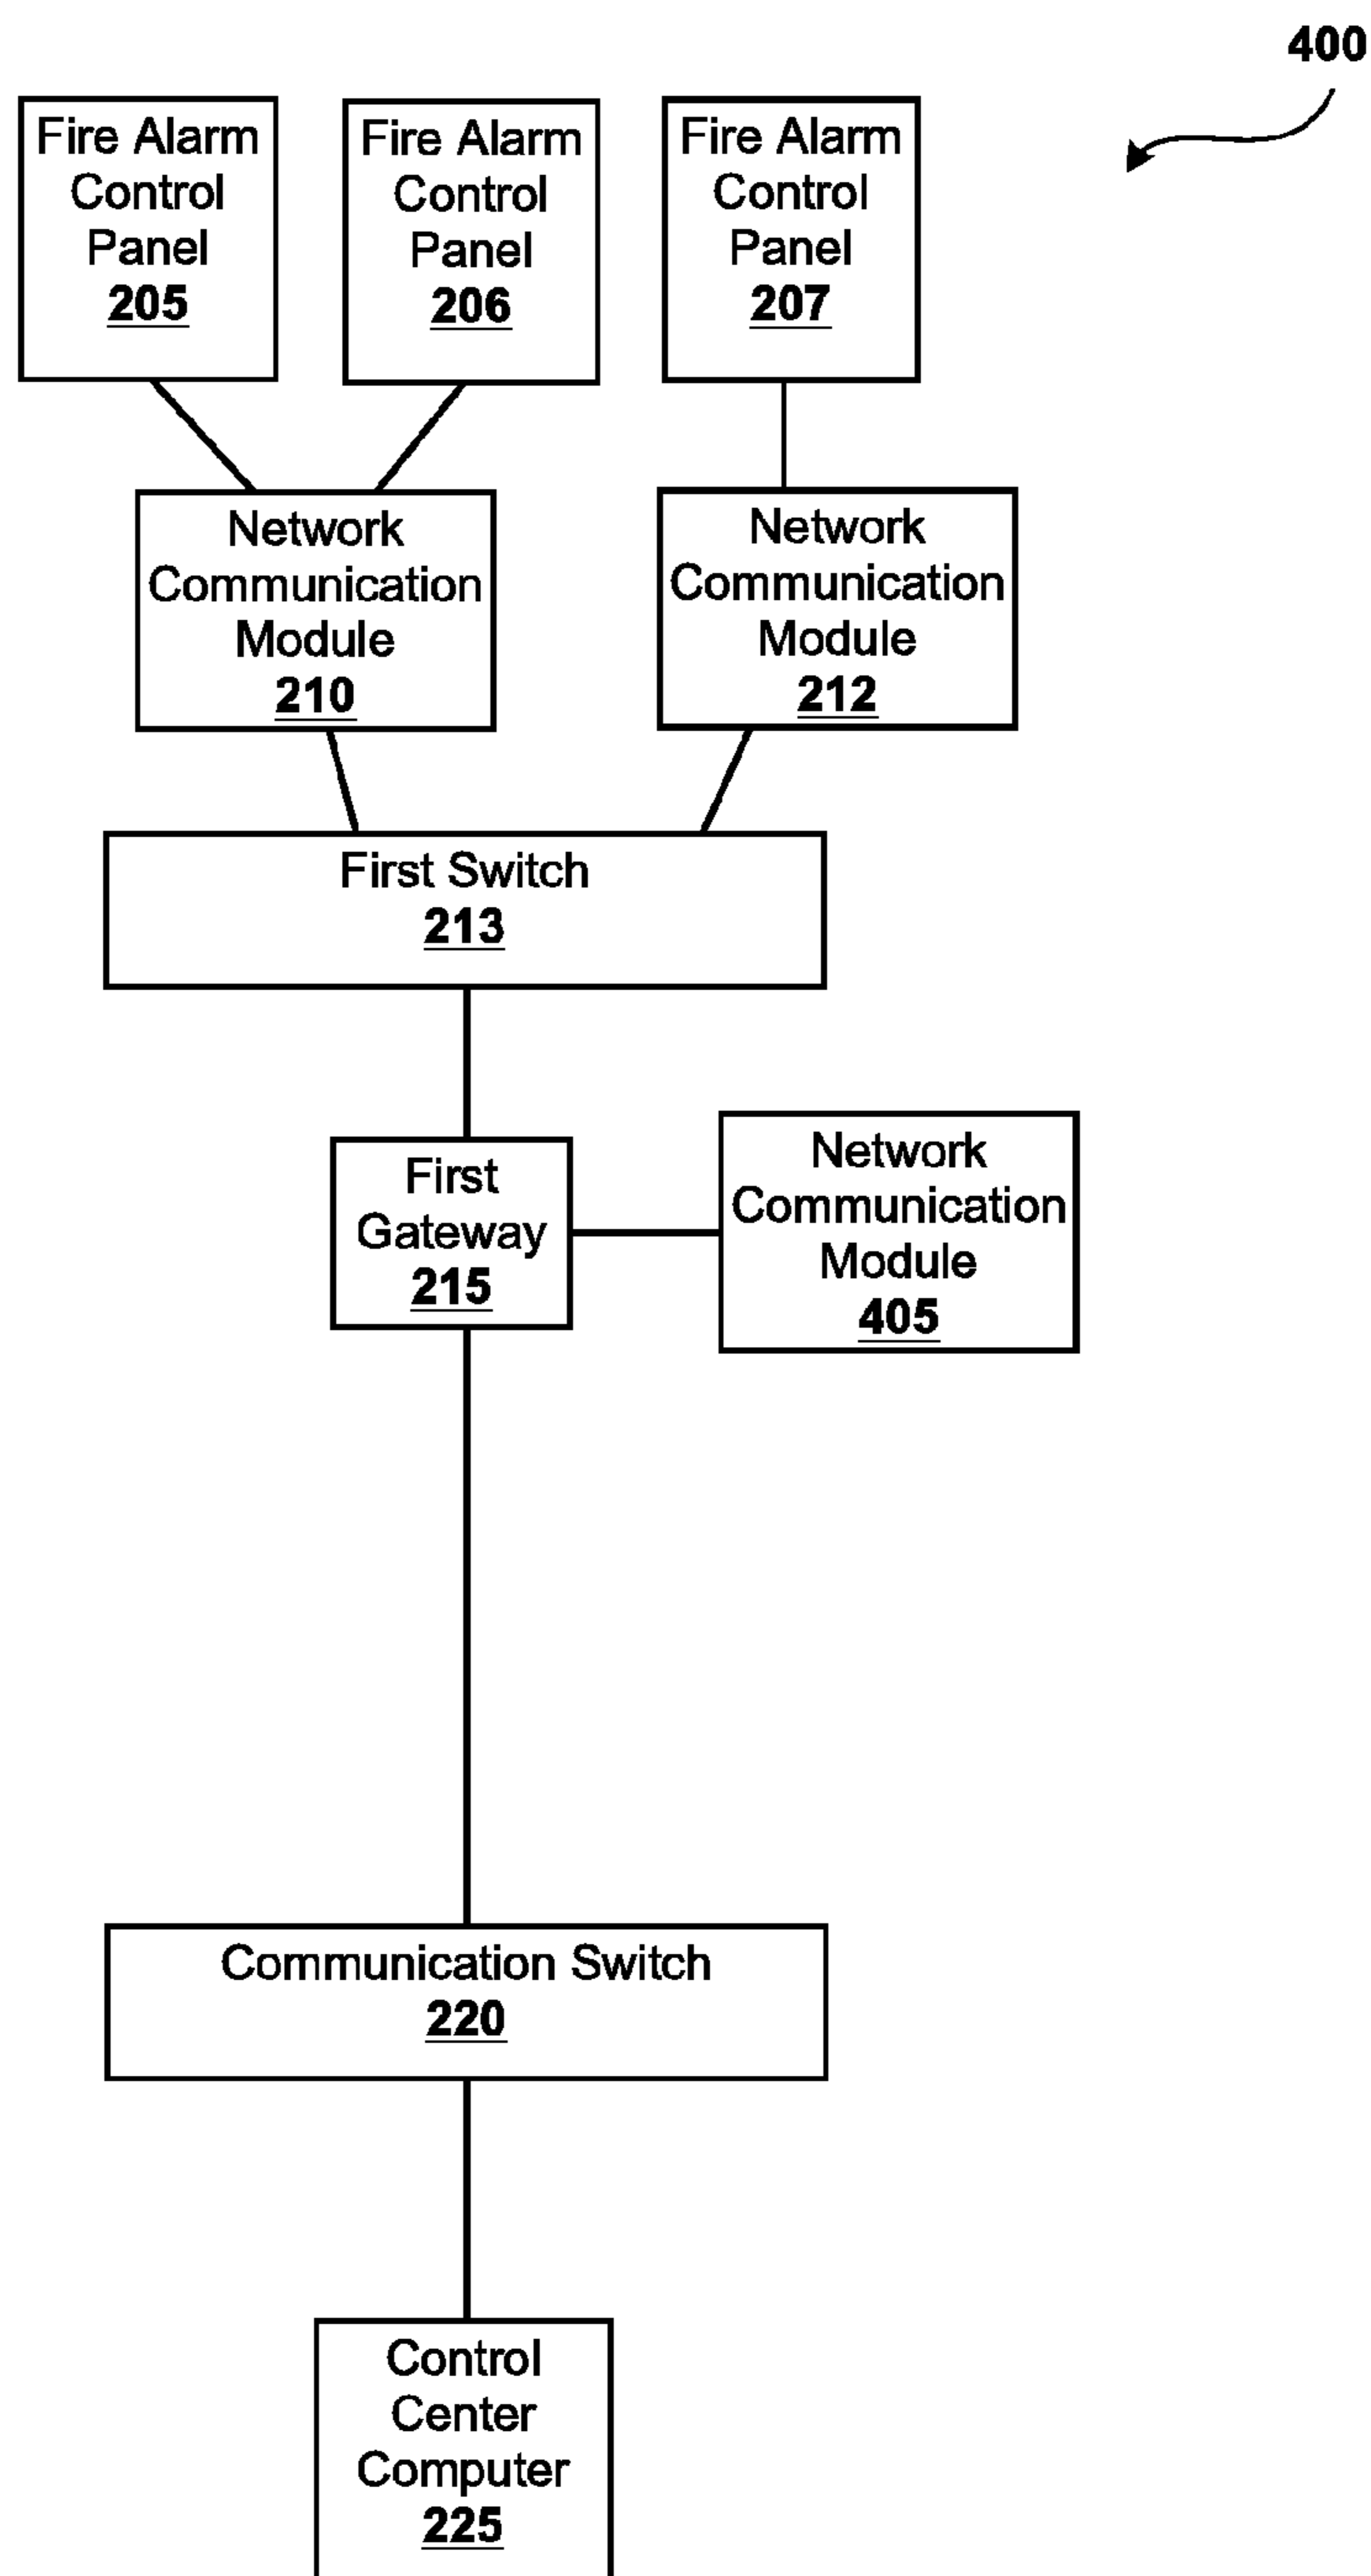 400
Fire Alarm
Control
Panel
205
Fire Alarm
Control
Panel
206
Fire Alarm
Control
Panel
207
Network
Communication
Module
210
Network
Communication
Module
212
First Switch
213
First
Gateway
215
Network
Communication
Module
405
Communication Switch
220
Control
Center
Computer
225